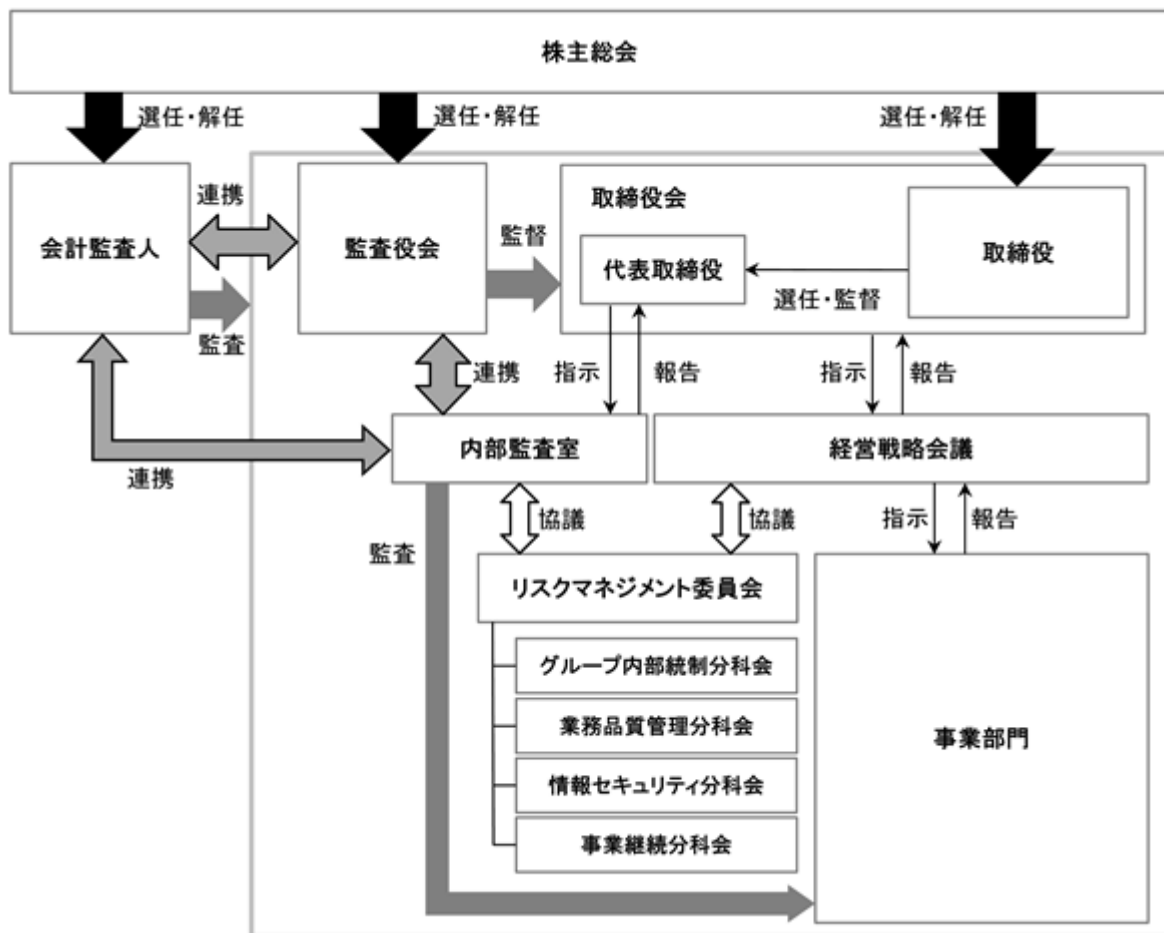 株主総会
選任・解任
選任・解任
選任・解任
会計監査人
連携
監査
監査役会
監督
取締役会
代表取締役
選任・監督
取締役
連携
指示
報告
指示
報告
連携
内部監査室
経営戦略会議
監査
協議
協議
指示
報告
リスクマネジメント委員会
グループ内部統制分科会
業務品質管理分科会
情報セキュリティ分科会
事業継続分科会
事業部門